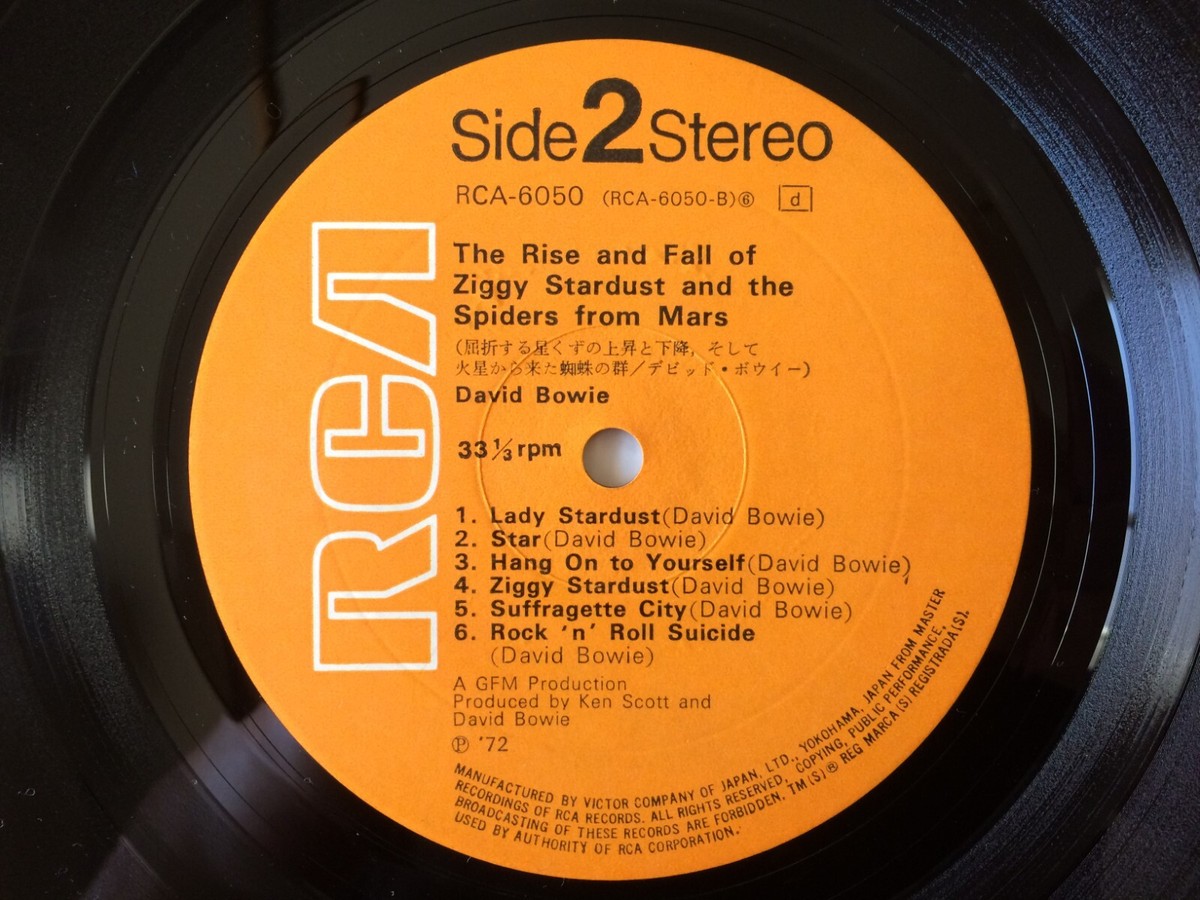 Side 2 Stereo
RCA-6050 (RCA-6050-B)⑥ d
The Rise and Fall of
Ziggy Stardust and the
Spiders from Mars
(屈折する星くずの上昇と下降, そして
火星から来た蜘蛛の群/デビッド・ボウイー)
David Bowie
33 1/3 rpm
RCA
1. Lady Stardust(David Bowie)
2. Star(David Bowie)
3. Hang On to Yourself(David Bowie)
4. Ziggy Stardust(David Bowie)
5. Suffragette City(David Bowie)
6. Rock 'n' Roll Suicide
(David Bowie)
A GFM Production
Produced by Ken Scott and
David Bowie
℗ '72
MANUFACTURED BY VICTOR COMPANY OF JAPAN, LTD., YOKOHAMA, JAPAN FROM MASTER
RECORDINGS OF RCA RECORDS. ALL RIGHTS RESERVED, COPYING, PUBLIC PERFORMANCE,
BROADCASTING OF THESE RECORDS ARE FORBIDDEN. TM(S) ® REG MARCA(S) REGISTRADA(S).
USED BY AUTHORITY OF RCA CORPORATION.